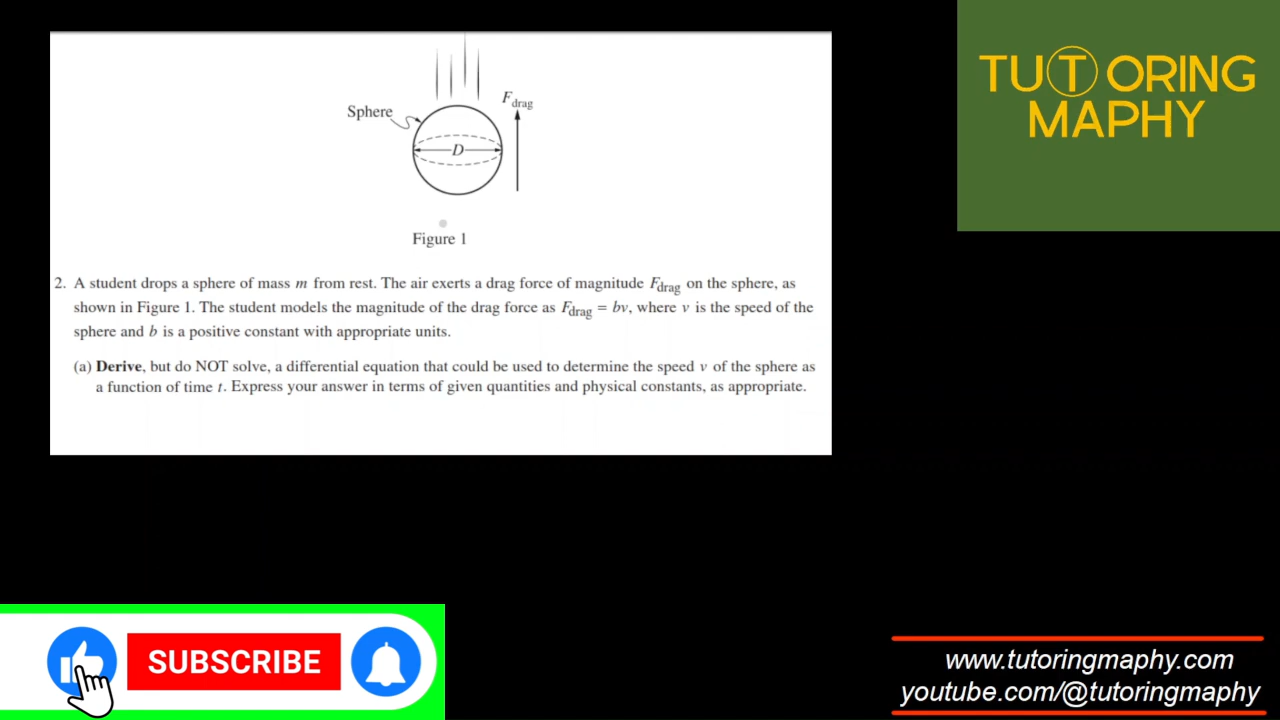 TUTORING
MAPHY
Sphere
F drag
D
Figure 1
2. A student drops a sphere of mass m from rest. The air exerts a drag force of magnitude Fdrag on the sphere, as
shown in Figure 1. The student models the magnitude of the drag force as Fdrag = bv, where v is the speed of the
sphere and b is a positive constant with appropriate units.
(a) Derive, but do NOT solve, a differential equation that could be used to determine the speed v of the sphere as
a function of time t. Express your answer in terms of given quantities and physical constants, as appropriate.
SUBSCRIBE
www.tutoringmaphy.com
youtube.com/@tutoringmaphy